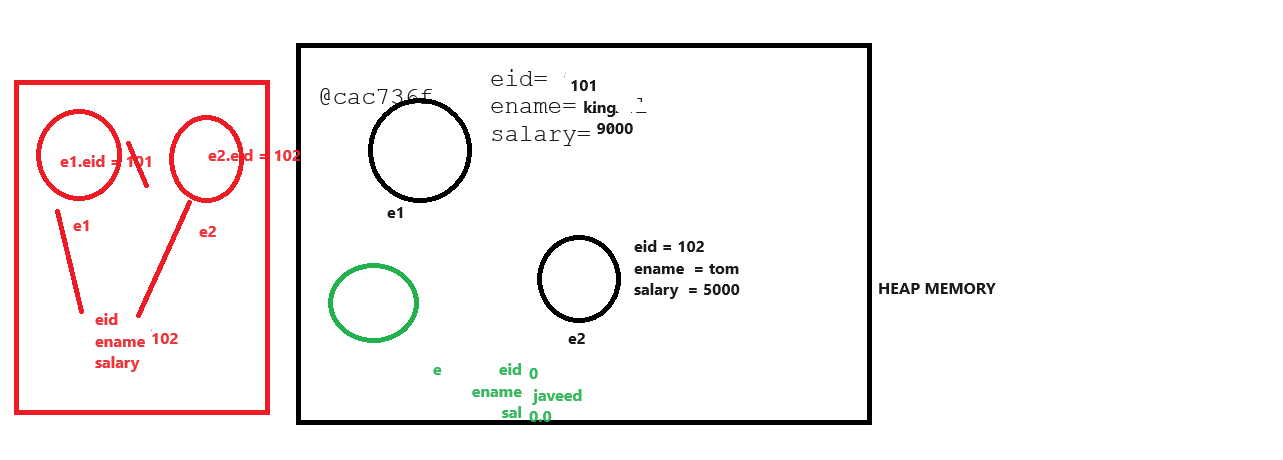 e1.eid = 101
e2.eid = 102
e1
e2
eid
ename 102
salary
@cac736f
eid= 101
ename= king
salary= 9000
e1
eid = 102
ename = tom
salary = 5000
e2
e
eid 0
ename javeed
sal 0.0
HEAP MEMORY